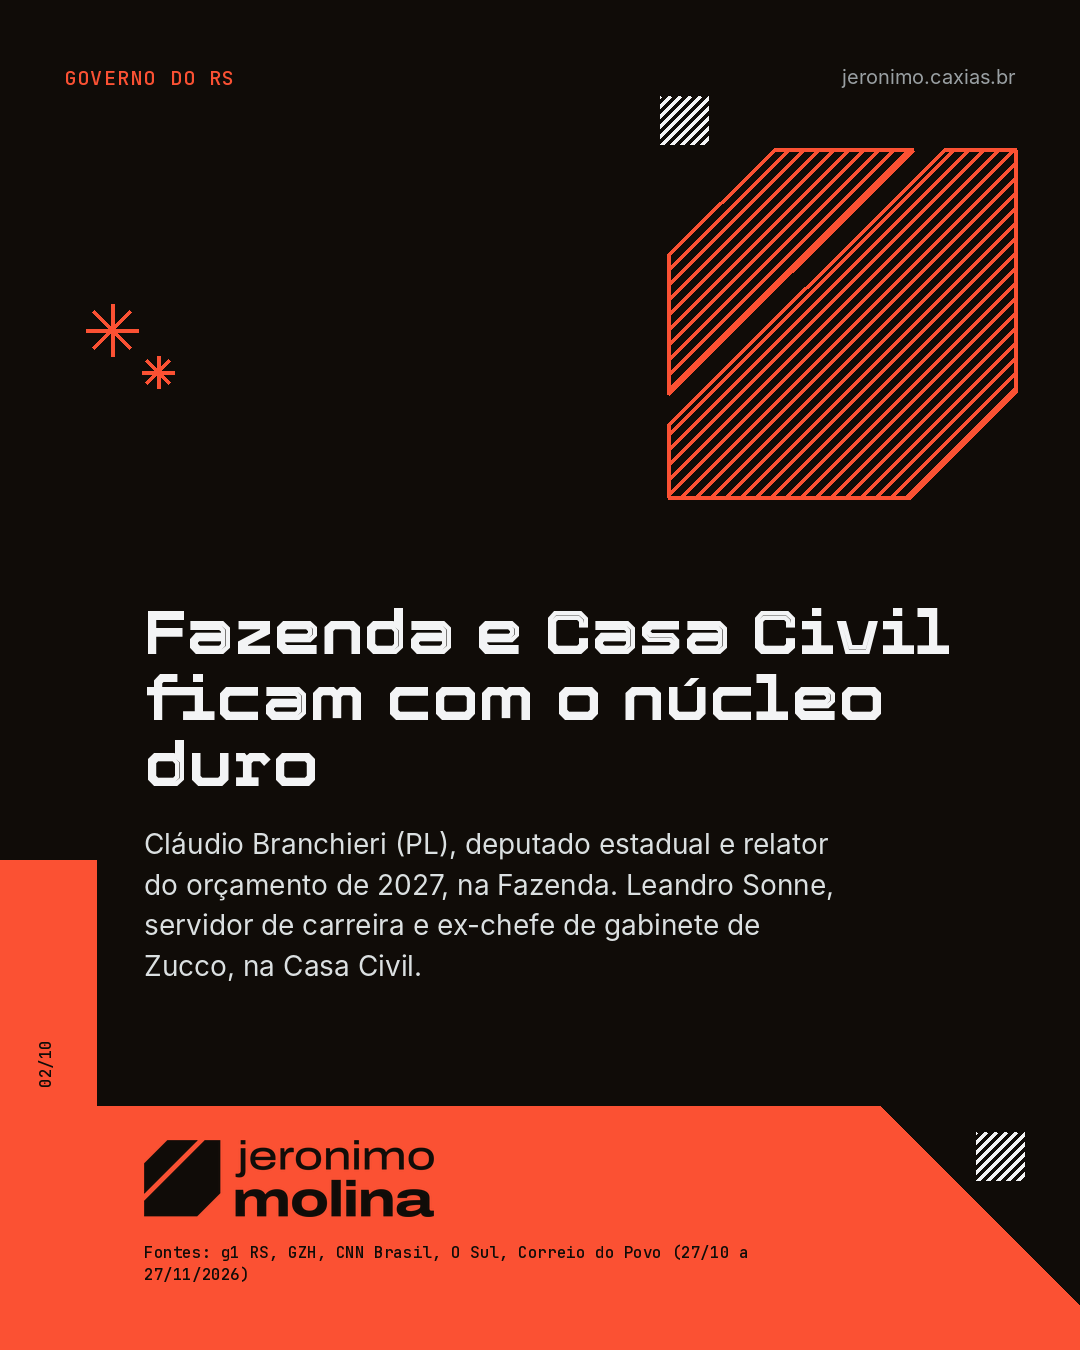 GOVERNO DO RS
jeronimo.caxias.br
Fazenda e Casa Civil
ficam com o núcleo
duro
Cláudio Branchieri (PL), deputado estadual e relator
do orçamento de 2027, na Fazenda. Leandro Sonne,
servidor de carreira e ex-chefe de gabinete de
Zucco, na Casa Civil.
02/10
jeronimo
molina
Fontes: g1 RS, GZH, CNN Brasil, O Sul, Correio do Povo (27/10 a
27/11/2026)